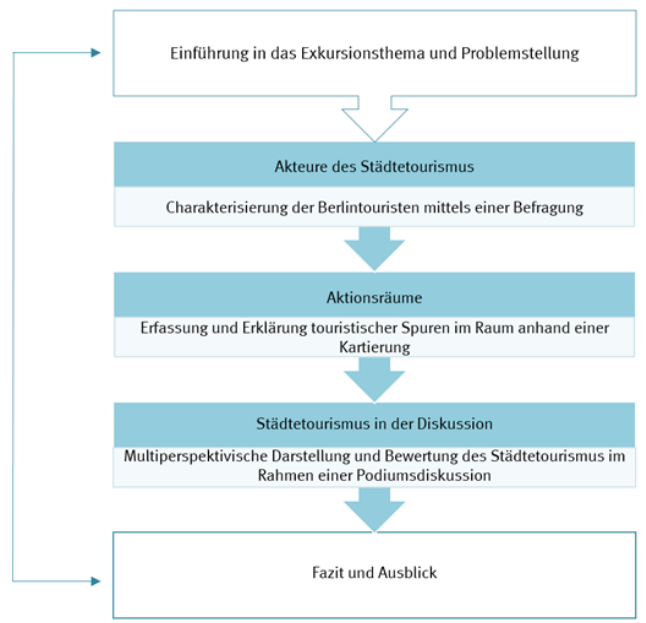 Einführung in das Exkursionsthema und Problemstellung
Akteure des Städtetourismus
Charakterisierung der Berlintouristen mittels einer Befragung
Aktionsräume
Erfassung und Erklärung touristischer Spuren im Raum anhand einer
Kartierung
Städtetourismus in der Diskussion
Multiperspektivische Darstellung und Bewertung des Städtetourismus im
Rahmen einer Podiumsdiskussion
Fazit und Ausblick